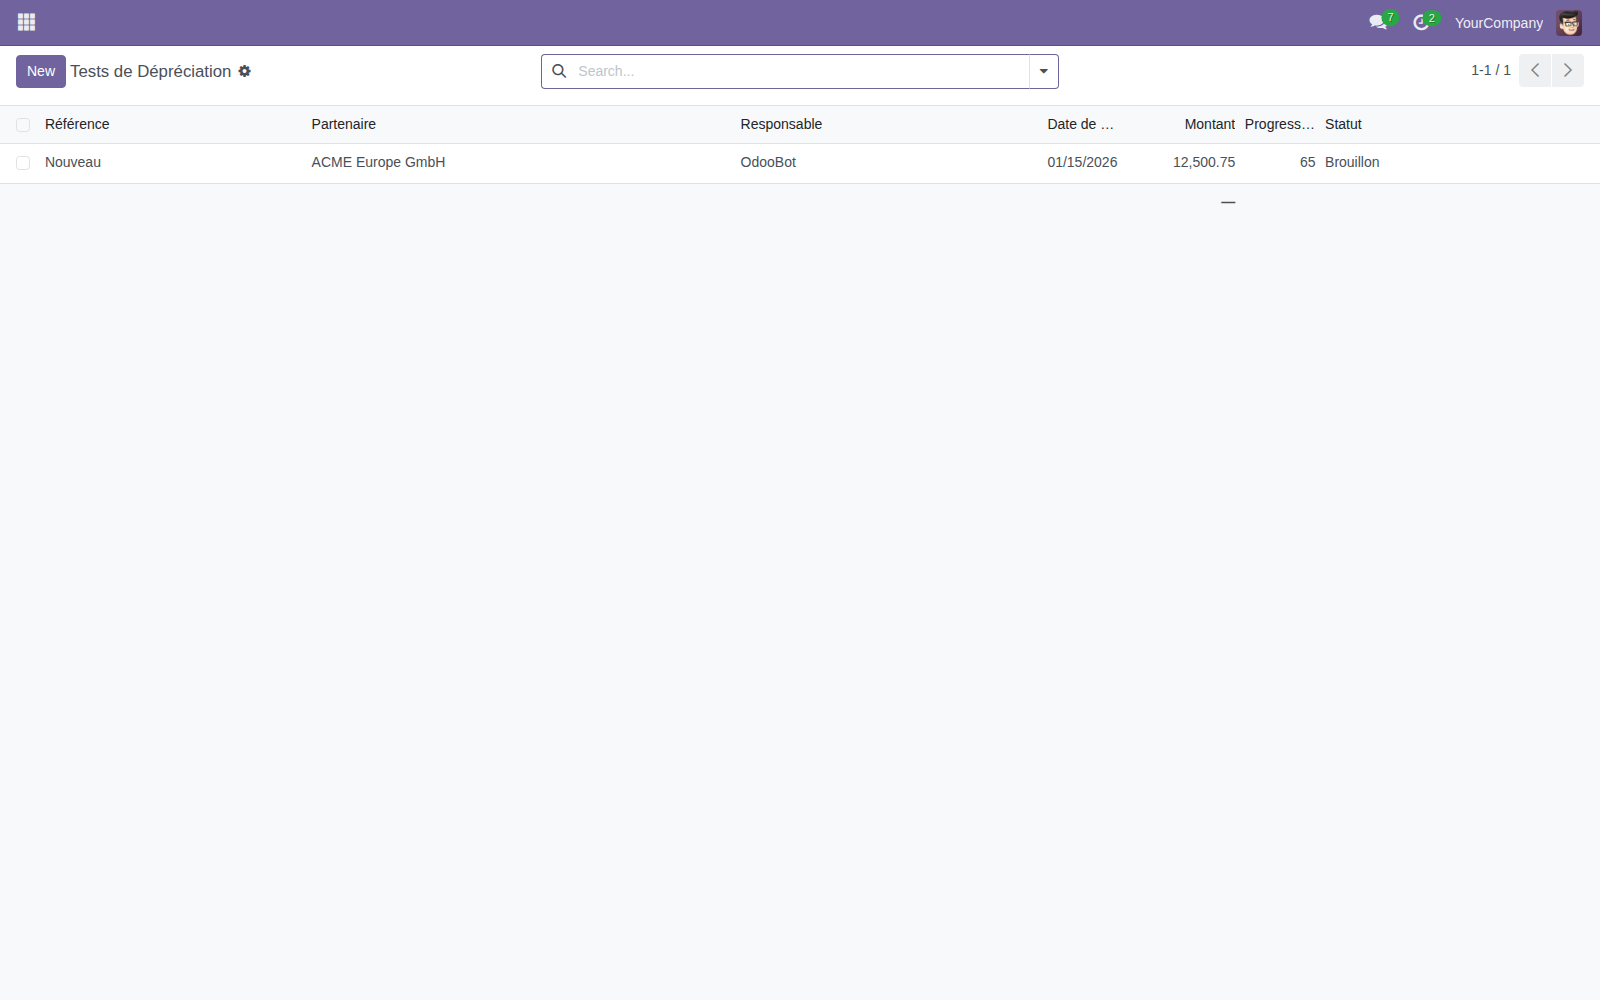 7 2 YourCompany
New Tests de Dépréciation Search... 1-1 / 1
Référence Partenaire Responsable Date de … Montant Progress… Statut
Nouveau ACME Europe GmbH OdooBot 01/15/2026 12,500.75 65 Brouillon
—